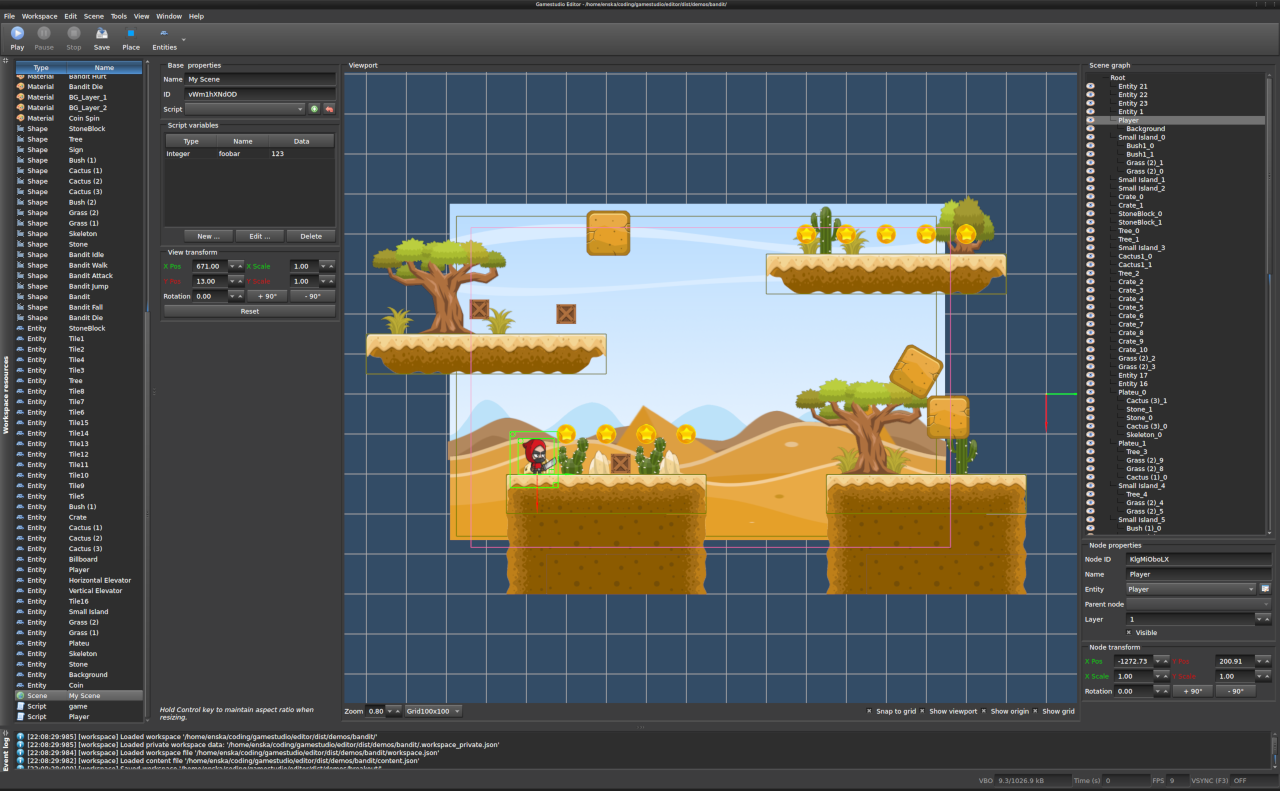 Gamestudio Editor - /home/enska/coding/gamestudio/editor/dist/demos/bandit/
File Workspace Edit Scene Tools View Window Help
Play Pause Stop Save Place Entities
Workspace resources
Type Name
Material Bandit Hurt
Material Bandit Die
Material BG_Layer_1
Material BG_Layer_2
Material Coin Spin
Shape StoneBlock
Shape Tree
Shape Sign
Shape Bush (1)
Shape Cactus (1)
Shape Cactus (2)
Shape Cactus (3)
Shape Bush (2)
Shape Grass (2)
Shape Grass (1)
Shape Skeleton
Shape Stone
Shape Bandit Idle
Shape Bandit Walk
Shape Bandit Attack
Shape Bandit Jump
Shape Bandit
Shape Bandit Fall
Shape Bandit Die
Entity StoneBlock
Entity Tile1
Entity Tile2
Entity Tile4
Entity Tile3
Entity Tree
Entity Tile8
Entity Tile7
Entity Tile6
Entity Tile15
Entity Tile14
Entity Tile13
Entity Tile12
Entity Tile11
Entity Tile10
Entity Tile9
Entity Tile5
Entity Bush (1)
Entity Crate
Entity Cactus (1)
Entity Cactus (2)
Entity Cactus (3)
Entity Billboard
Entity Player
Entity Horizontal Elevator
Entity Vertical Elevator
Entity Tile16
Entity Small Island
Entity Grass (2)
Entity Grass (1)
Entity Plateu
Entity Skeleton
Entity Stone
Entity Background
Entity Coin
Scene My Scene
Script game
Script Player
Base properties
Name My Scene
ID vWm1hXNdOD
Script
Script variables
Type Name Data
Integer foobar 123
New ... Edit ... Delete
View transform
X Pos 671.00 X Scale 1.00
Y Pos 13.00 Y Scale 1.00
Rotation 0.00 + 90° - 90°
Reset
Hold Control key to maintain aspect ratio when
resizing.
Viewport
Zoom 0.80 Grid100x100 Snap to grid Show viewport Show origin Show grid
Scene graph
Root
Entity 21
Entity 22
Entity 23
Entity 1
Player
Background
Small Island_0
Bush1_0
Bush1_1
Grass (2)_1
Grass (2)_0
Small Island_1
Small Island_2
Crate_0
Crate_1
StoneBlock_0
StoneBlock_1
Tree_0
Tree_1
Small Island_3
Cactus1_0
Cactus1_1
Tree_2
Crate_2
Crate_3
Crate_4
Crate_5
Crate_6
Crate_7
Crate_8
Crate_9
Crate_10
Grass (2)_2
Grass (2)_3
Entity 17
Entity 16
Plateu_0
Cactus (3)_1
Stone_1
Stone_0
Cactus (3)_0
Skeleton_0
Plateu_1
Tree_3
Grass (2)_9
Grass (2)_8
Cactus (1)_0
Small Island_4
Tree_4
Grass (2)_4
Grass (2)_5
Small Island_5
Bush (1)_0
Node properties
Node ID KlgMiOboLX
Name Player
Entity Player
Parent node
Layer 1
Visible
Node transform
X Pos -1272.73 Y Pos 200.91
X Scale 1.00 Y Scale 1.00
Rotation 0.00 + 90° - 90°
Event log
[22:08:29:985] [workspace] Loaded workspace '/home/enska/coding/gamestudio/editor/dist/demos/bandit/'
[22:08:29:985] [workspace] Loaded private workspace data: '/home/enska/coding/gamestudio/editor/dist/demos/bandit/.workspace_private.json'
[22:08:29:984] [workspace] Loaded workspace file '/home/enska/coding/gamestudio/editor/dist/demos/bandit/workspace.json'
[22:08:29:982] [workspace] Loaded content file '/home/enska/coding/gamestudio/editor/dist/demos/bandit/content.json'
VBO 9.3/1026.9 kB Time (s) 0 FPS 9 VSYNC (F3) OFF